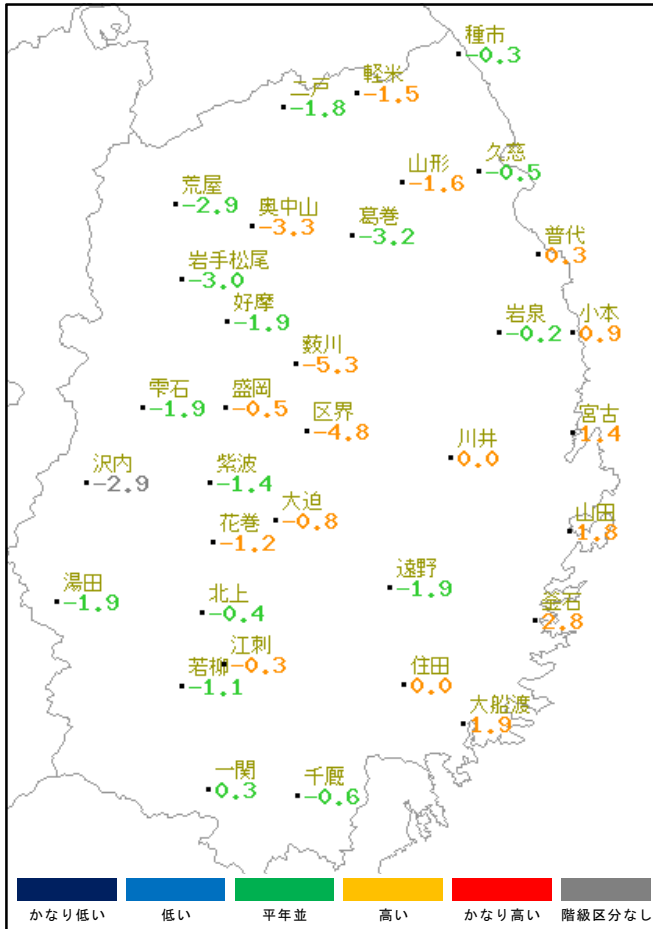 種市
-0.3
軽米
-1.5
二戸
-1.8
久慈
-0.5
山形
-1.6
荒屋
-2.9
奥中山
-3.3
葛巻
-3.2
普代
0.3
岩手松尾
-3.0
好摩
-1.9
岩泉
-0.2
小本
0.9
薮川
-5.3
雫石
-1.9
盛岡
-0.5
区界
-4.8
宮古
1.4
川井
0.0
沢内
-2.9
紫波
-1.4
大迫
-0.8
山田
1.8
花巻
-1.2
遠野
-1.9
湯田
-1.9
北上
-0.4
釜石
2.8
江刺
-0.3
若柳
-1.1
住田
0.0
大船渡
1.9
一関
0.3
千厩
-0.6
かなり低い 低い 平年並 高い かなり高い 階級区分なし